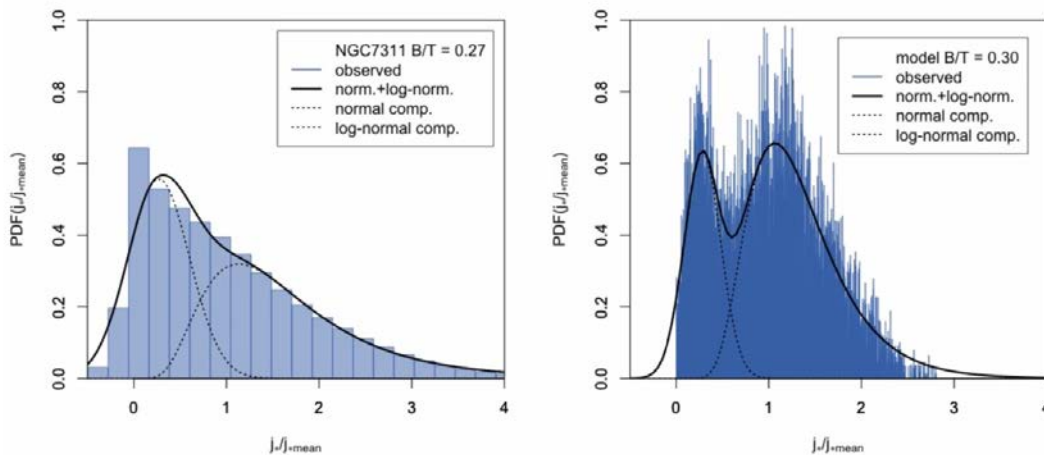 NGC7311 B/T = 0.27
observed
norm.+log-norm.
normal comp.
log-normal comp.
PDF(j*/j*mean)
1.0
0.8
0.6
0.4
0.2
0.0
0 1 2 3 4
j*/j*mean
model B/T = 0.30
observed
norm.+log-norm.
normal comp.
log-normal comp.
PDF(j*/j*mean)
1.0
0.8
0.6
0.4
0.2
0.0
0 1 2 3 4
j*/j*mean